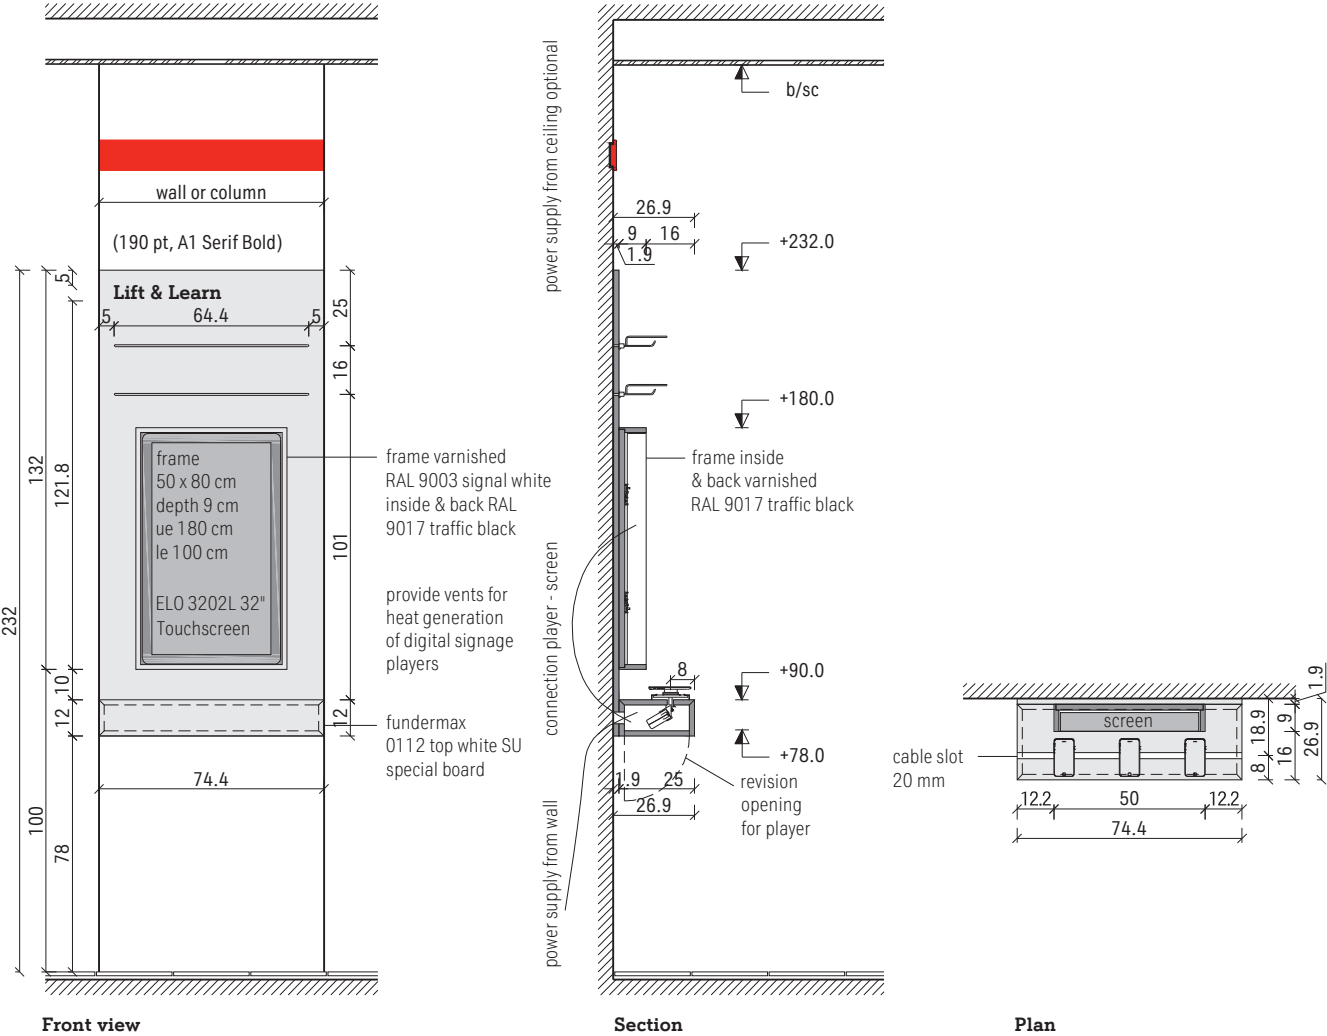 wall or column
(190 pt, A1 Serif Bold)
Lift & Learn
5
64.4
5
5
25
16
132
121.8
101
232
10
12
12
100
78
74.4
frame
50 x 80 cm
depth 9 cm
ue 180 cm
le 100 cm
ELO 3202L 32"
Touchscreen
frame varnished
RAL 9003 signal white
inside & back RAL
9017 traffic black
provide vents for
heat generation
of digital signage
players
fundermax
0112 top white SU
special board
Front view
power supply from ceiling optional
b/sc
26.9
9
16
1.9
+232.0
+180.0
frame inside
& back varnished
RAL 9017 traffic black
connection player - screen
8
+90.0
+78.0
1.9
25
26.9
revision
opening
for player
power supply from wall
Section
screen
cable slot
20 mm
1.9
18.9
9
26.9
16
8
12.2
50
12.2
74.4
Plan